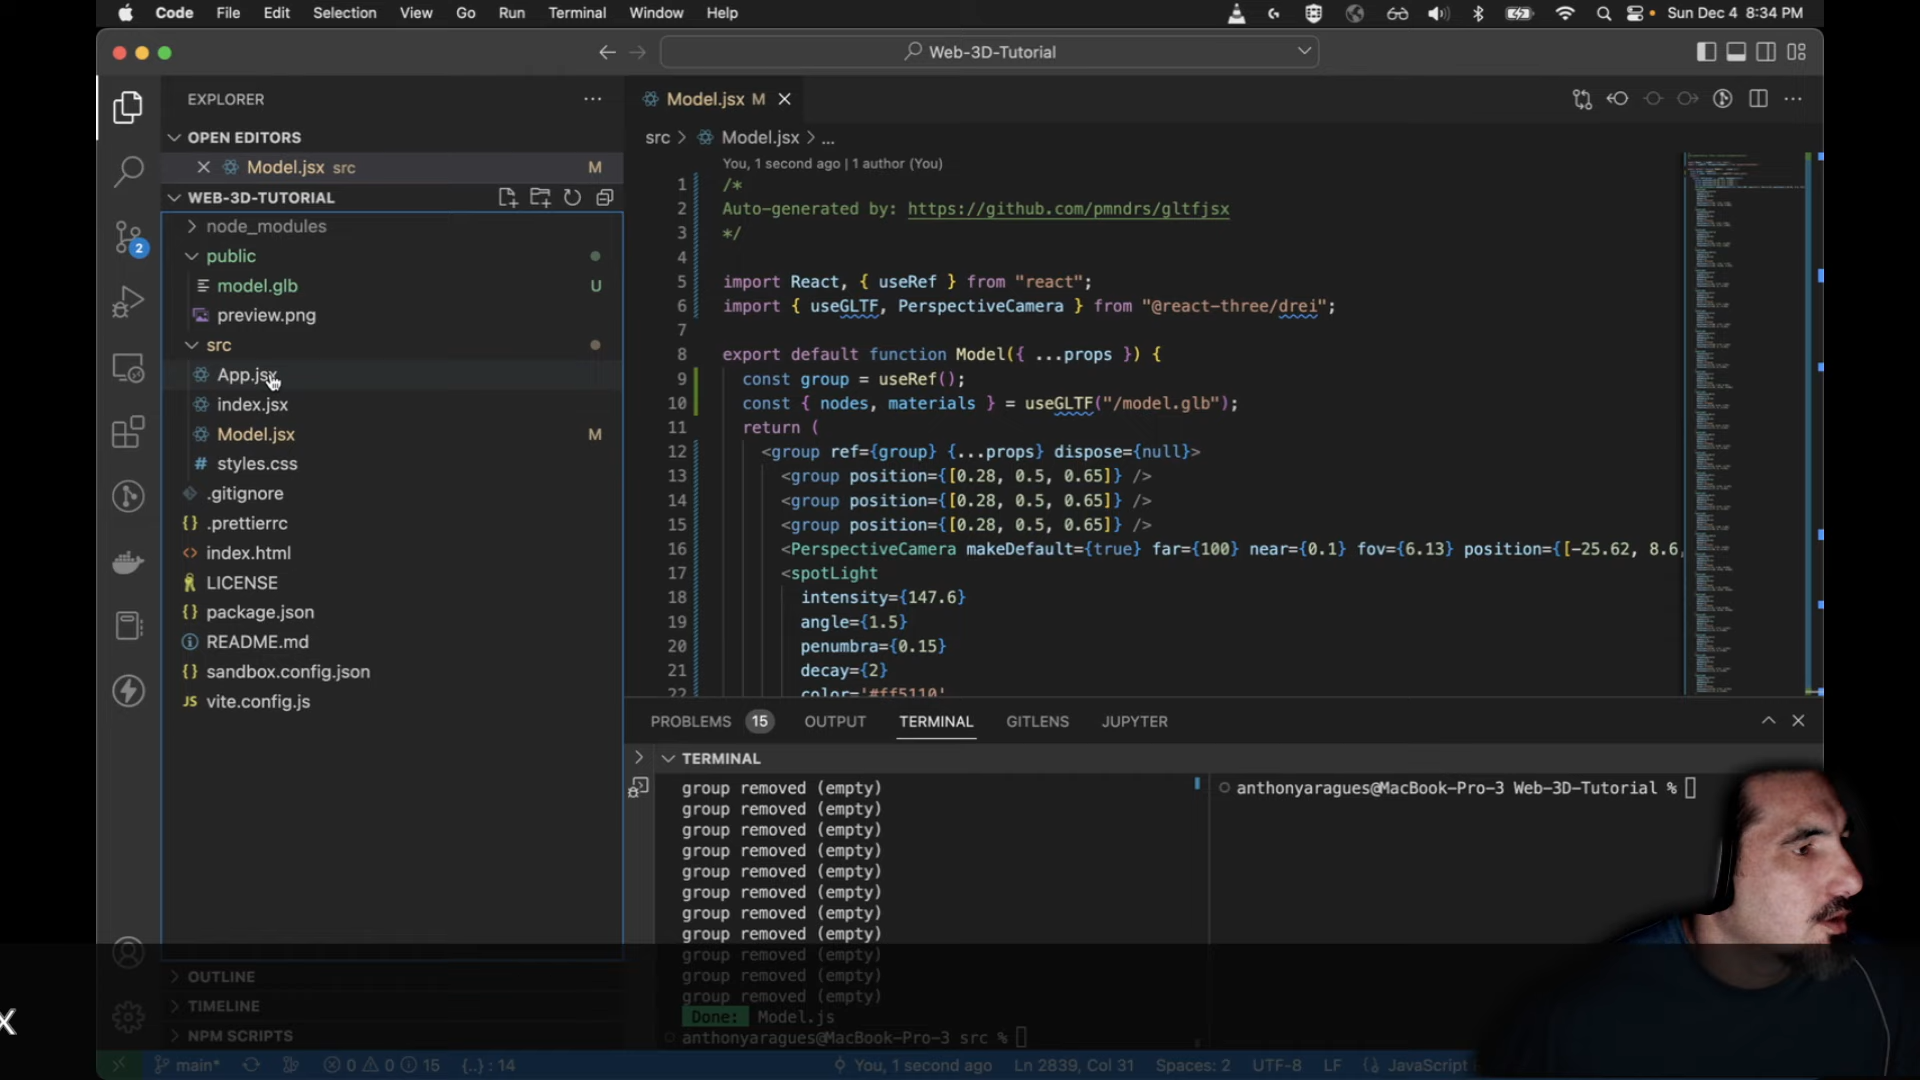 Code File Edit Selection View Go Run Terminal Window Help Sun Dec 4 8:34 PM
Web-3D-Tutorial
EXPLORER
OPEN EDITORS
Model.jsx src M
WEB-3D-TUTORIAL
node_modules
public
model.glb U
preview.png
src
App.jsx
index.jsx
Model.jsx M
styles.css
.gitignore
.prettierrc
index.html
LICENSE
package.json
README.md
sandbox.config.json
JS vite.config.js
OUTLINE
TIMELINE
NPM SCRIPTS
2
Model.jsx M
src > Model.jsx > ...
You, 1 second ago | 1 author (You)
1 /*
2 Auto-generated by: https://github.com/pmndrs/gltfjsx
3 */
4
5 import React, { useRef } from "react";
6 import { useGLTF, PerspectiveCamera } from "@react-three/drei";
7
8 export default function Model({ ...props }) {
9 const group = useRef();
10 const { nodes, materials } = useGLTF("/model.glb");
11 return (
12 <group ref={group} {...props} dispose={null}>
13 <group position={[0.28, 0.5, 0.65]} />
14 <group position={[0.28, 0.5, 0.65]} />
15 <group position={[0.28, 0.5, 0.65]} />
16 <PerspectiveCamera makeDefault={true} far={100} near={0.1} fov={6.13} position={[-25.62, 8.6,
17 <spotLight
18 intensity={147.6}
19 angle={1.5}
20 penumbra={0.15}
21 decay={2}
22 color='#ff5110'
PROBLEMS 15 OUTPUT TERMINAL GITLENS JUPYTER
TERMINAL
group removed (empty)
group removed (empty)
group removed (empty)
group removed (empty)
group removed (empty)
group removed (empty)
group removed (empty)
group removed (empty)
group removed (empty)
group removed (empty)
group removed (empty)
Done: Model.js
anthonyaragues@MacBook-Pro-3 src %
anthonyaragues@MacBook-Pro-3 Web-3D-Tutorial %
X
main* 0 0 15 {..} : 14 You, 1 second ago Ln 2839, Col 31 Spaces: 2 UTF-8 LF JavaScript